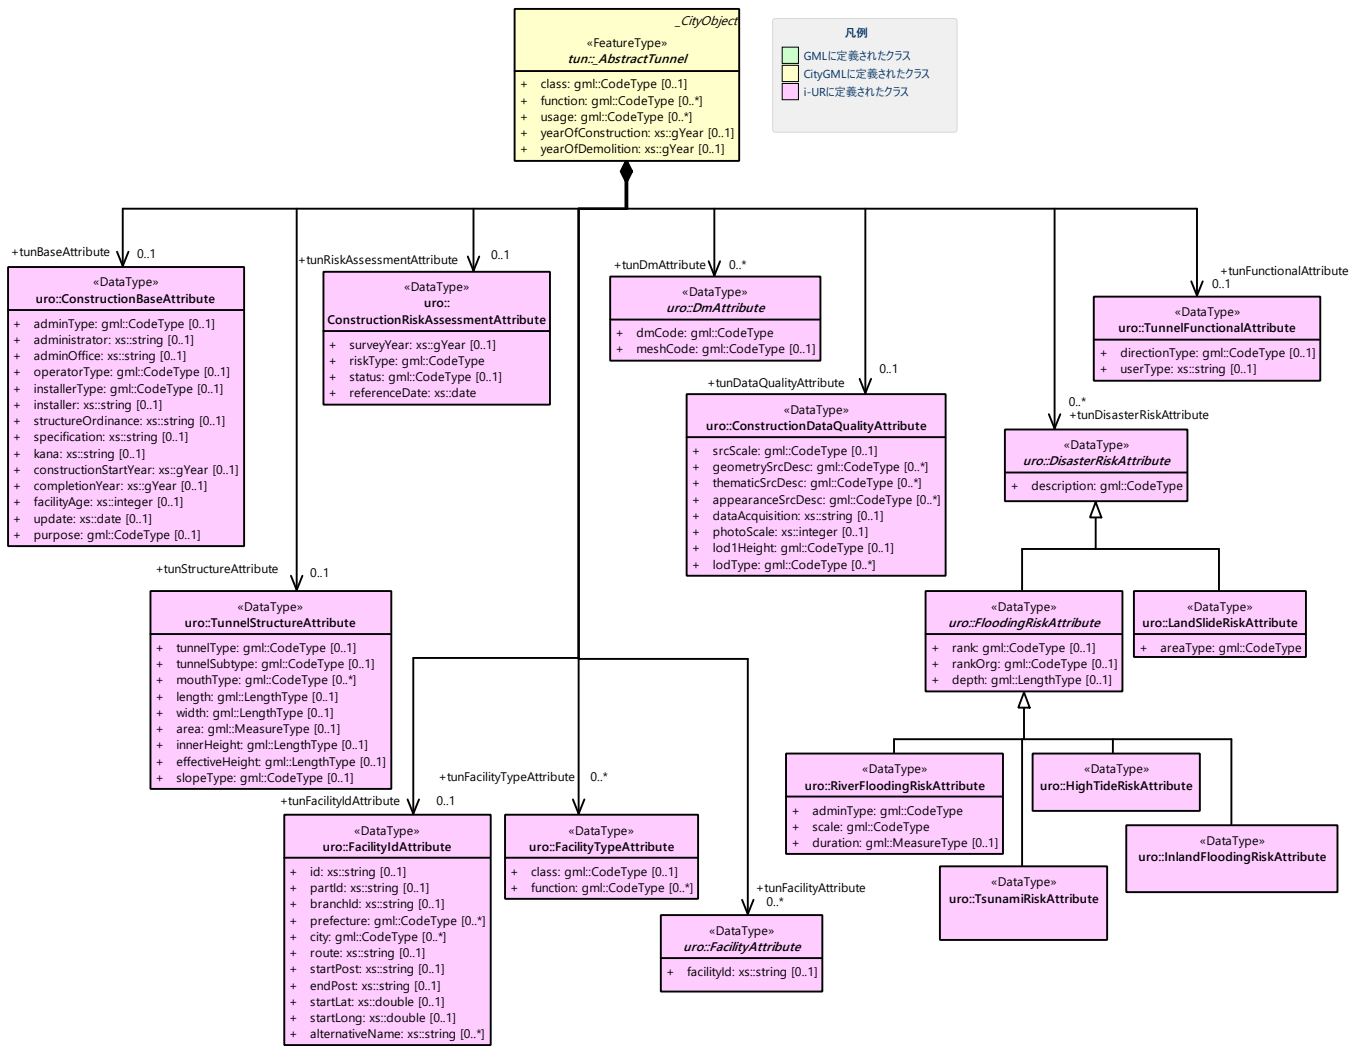 _CityObject
«FeatureType»
tun::_AbstractTunnel
+ class: gml::CodeType [0..1]
+ function: gml::CodeType [0..*]
+ usage: gml::CodeType [0..*]
+ yearOfConstruction: xs::gYear [0..1]
+ yearOfDemolition: xs::gYear [0..1]
凡例
GMLに定義されたクラス
CityGMLに定義されたクラス
i-URに定義されたクラス
+tunBaseAttribute
0..1
«DataType»
uro::ConstructionBaseAttribute
+ adminType: gml::CodeType [0..1]
+ administrator: xs::string [0..1]
+ adminOffice: xs::string [0..1]
+ operatorType: gml::CodeType [0..1]
+ installerType: gml::CodeType [0..1]
+ installer: xs::string [0..1]
+ structureOrdinance: xs::string [0..1]
+ specification: xs::string [0..1]
+ kana: xs::string [0..1]
+ constructionStartYear: xs::gYear [0..1]
+ completionYear: xs::gYear [0..1]
+ facilityAge: xs::integer [0..1]
+ update: xs::date [0..1]
+ purpose: gml::CodeType [0..1]
+tunRiskAssessmentAttribute
0..1
«DataType»
uro::
ConstructionRiskAssessmentAttribute
+ surveyYear: xs::gYear [0..1]
+ riskType: gml::CodeType
+ status: gml::CodeType [0..1]
+ referenceDate: xs::date
+tunDmAttribute
0..*
«DataType»
uro::DmAttribute
+ dmCode: gml::CodeType
+ meshCode: gml::CodeType [0..1]
+tunDataQualityAttribute
0..1
«DataType»
uro::ConstructionDataQualityAttribute
+ srcScale: gml::CodeType [0..1]
+ geometrySrcDesc: gml::CodeType [0..*]
+ thematicSrcDesc: gml::CodeType [0..*]
+ appearanceSrcDesc: gml::CodeType [0..*]
+ dataAcquisition: xs::string [0..1]
+ photoScale: xs::integer [0..1]
+ lod1Height: gml::CodeType [0..1]
+ lodType: gml::CodeType [0..*]
+tunFunctionalAttribute
0..1
«DataType»
uro::TunnelFunctionalAttribute
+ directionType: gml::CodeType [0..1]
+ userType: xs::string [0..1]
0..*
+tunDisasterRiskAttribute
«DataType»
uro::DisasterRiskAttribute
+ description: gml::CodeType
+tunStructureAttribute
0..1
«DataType»
uro::TunnelStructureAttribute
+ tunnelType: gml::CodeType [0..1]
+ tunnelSubtype: gml::CodeType [0..1]
+ mouthType: gml::CodeType [0..*]
+ length: gml::LengthType [0..1]
+ width: gml::LengthType [0..1]
+ area: gml::MeasureType [0..1]
+ innerHeight: gml::LengthType [0..1]
+ effectiveHeight: gml::LengthType [0..1]
+ slopeType: gml::CodeType [0..1]
«DataType»
uro::FloodingRiskAttribute
+ rank: gml::CodeType [0..1]
+ rankOrg: gml::CodeType [0..1]
+ depth: gml::LengthType [0..1]
«DataType»
uro::LandSlideRiskAttribute
+ areaType: gml::CodeType
+tunFacilityIdAttribute
0..1
«DataType»
uro::FacilityIdAttribute
+ id: xs::string [0..1]
+ partId: xs::string [0..1]
+ branchId: xs::string [0..1]
+ prefecture: gml::CodeType [0..*]
+ city: gml::CodeType [0..*]
+ route: xs::string [0..1]
+ startPost: xs::string [0..1]
+ endPost: xs::string [0..1]
+ startLat: xs::double [0..1]
+ startLong: xs::double [0..1]
+ alternativeName: xs::string [0..*]
+tunFacilityTypeAttribute
0..*
«DataType»
uro::FacilityTypeAttribute
+ class: gml::CodeType [0..1]
+ function: gml::CodeType [0..*]
+tunFacilityAttribute
0..*
«DataType»
uro::FacilityAttribute
+ facilityId: xs::string [0..1]
«DataType»
uro::RiverFloodingRiskAttribute
+ adminType: gml::CodeType
+ scale: gml::CodeType
+ duration: gml::MeasureType [0..1]
«DataType»
uro::HighTideRiskAttribute
«DataType»
uro::InlandFloodingRiskAttribute
«DataType»
uro::TsunamiRiskAttribute